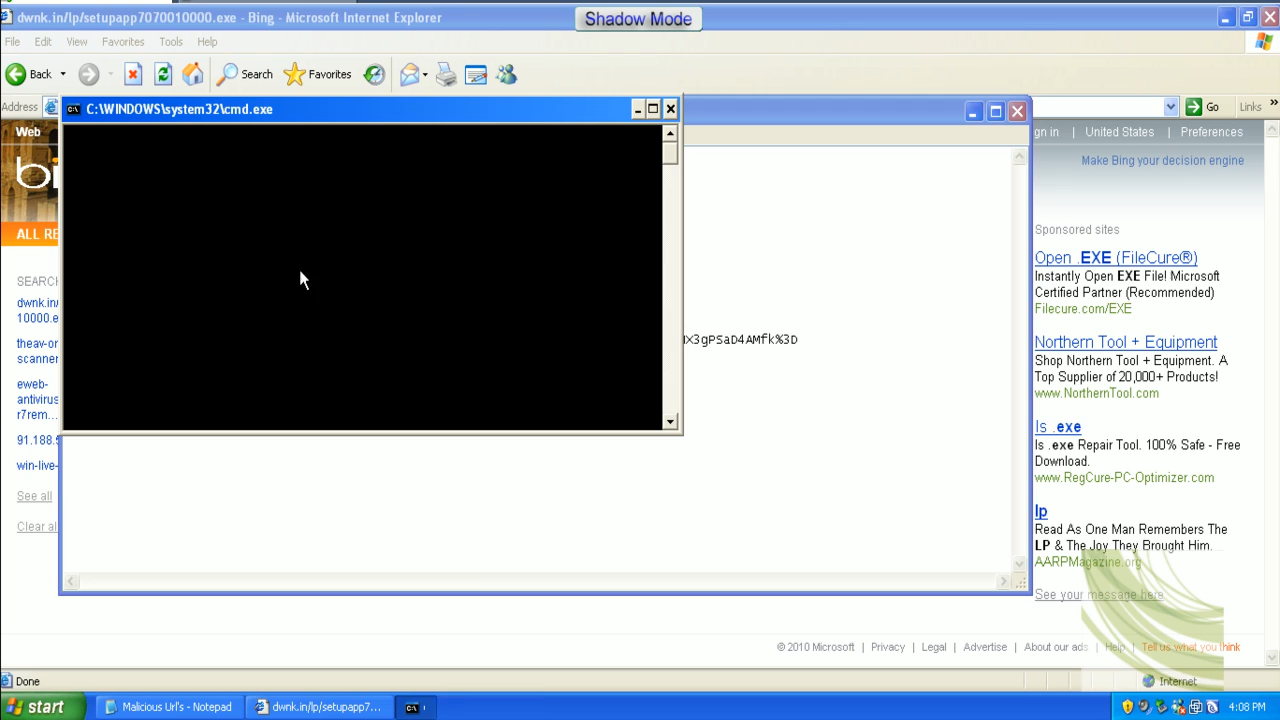 dwnk.in/lp/setupapp7070010000.exe - Bing - Microsoft Internet Explorer
Shadow Mode
File Edit View Favorites Tools Help
Back Search Favorites
Address Go Links »
C:\WINDOWS\system32\cmd.exe
Web
gn in | United States | Preferences
Make Bing your decision engine
ALL RE
Sponsored sites
Open .EXE (FileCure®)
Instantly Open EXE File! Microsoft
Certified Partner (Recommended)
Filecure.com/EXE
SEARCH
dwnk.in/
10000.e
theav-or
scanner
eweb-
antivirus
r7rem...
91.188.5
win-live-
See all
Clear al
X3gPSaD4AMfk%3D
Northern Tool + Equipment
Shop Northern Tool + Equipment. A
Top Supplier of 20,000+ Products!
www.NorthernTool.com
Is .exe
Is .exe Repair Tool. 100% Safe - Free
Download.
www.RegCure-PC-Optimizer.com
lp
Read As One Man Remembers The
LP & The Joy They Brought Him.
AARPMagazine.org
See your message here
© 2010 Microsoft | Privacy | Legal | Advertise | About our ads | Help | Tell us what you think
Done Internet
start Malicious Url's - Notepad dwnk.in/lp/setupapp7... 4:08 PM